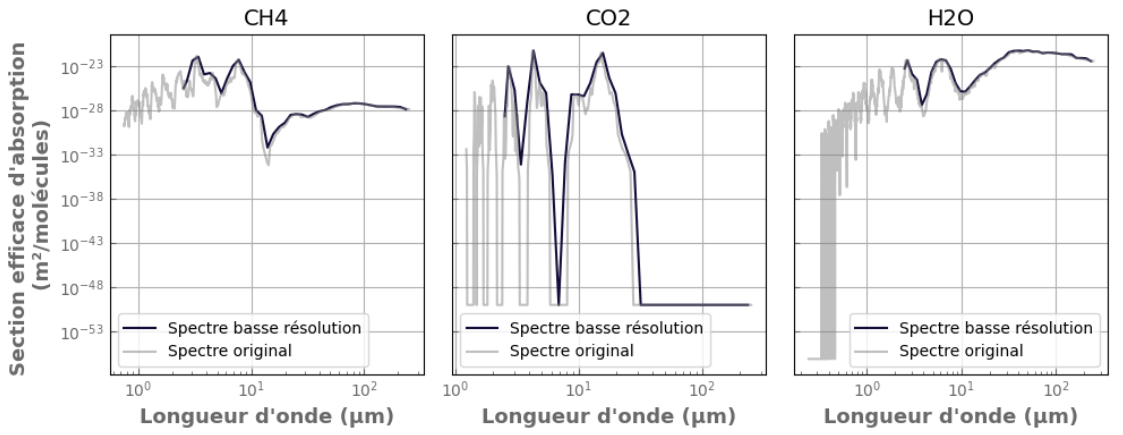 CH4
CO2
H2O
Section efficace d'absorption
(m²/molécules)
10⁻²³
10⁻²⁸
10⁻³³
10⁻³⁸
10⁻⁴³
10⁻⁴⁸
10⁻⁵³
Spectre basse résolution
Spectre original
Spectre basse résolution
Spectre original
Spectre basse résolution
Spectre original
10⁰ 10¹ 10²
10⁰ 10¹ 10²
10⁰ 10¹ 10²
Longueur d'onde (μm)
Longueur d'onde (μm)
Longueur d'onde (μm)